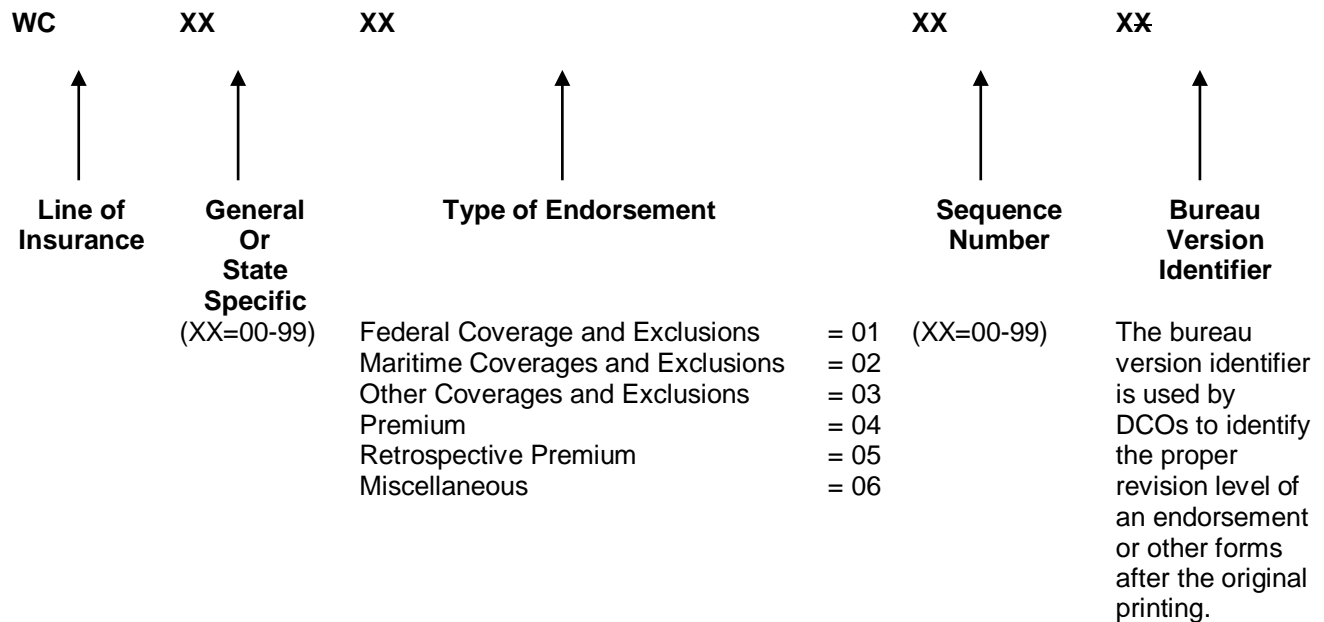 WC XX XX XX XX
Line of Insurance
General Or State Specific
Type of Endorsement
Sequence Number
Bureau Version Identifier
(XX=00-99)
Federal Coverage and Exclusions = 01
Maritime Coverages and Exclusions = 02
Other Coverages and Exclusions = 03
Premium = 04
Retrospective Premium = 05
Miscellaneous = 06
(XX=00-99)
The bureau
version identifier
is used by
DCOs to identify
the proper
revision level of
an endorsement
or other forms
after the original
printing.